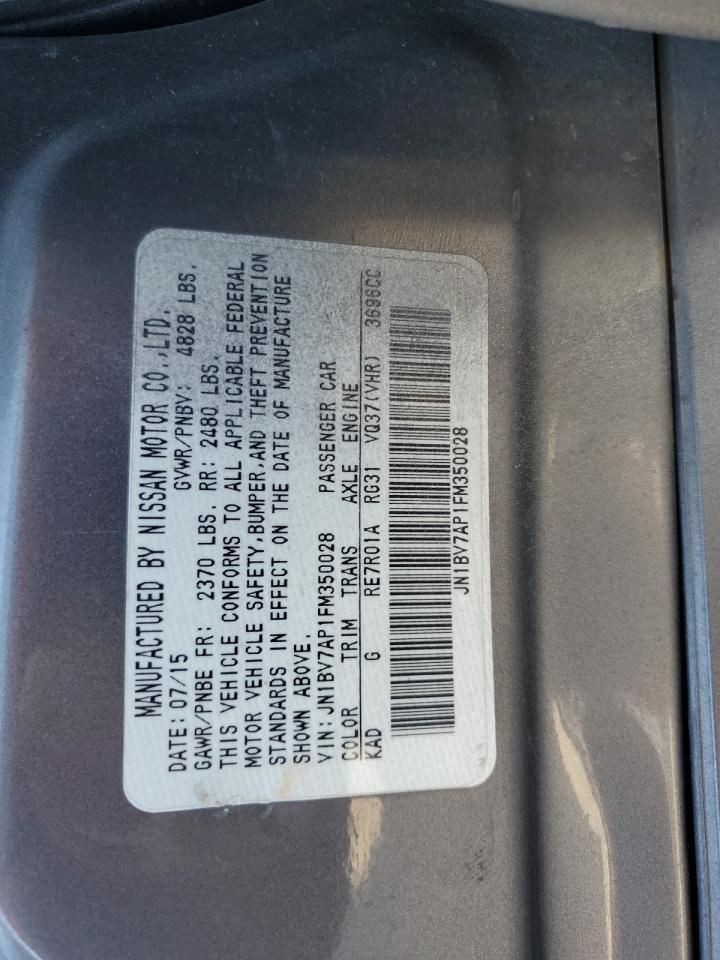 MANUFACTURED BY NISSAN MOTOR CO.,LTD.
DATE: 07/15 GVWR/PNBV: 4828 LBS.
GAWR/PNBE FR: 2370 LBS. RR: 2480 LBS.
THIS VEHICLE CONFORMS TO ALL APPLICABLE FEDERAL
MOTOR VEHICLE SAFETY,BUMPER,AND THEFT PREVENTION
STANDARDS IN EFFECT ON THE DATE OF MANUFACTURE
SHOWN ABOVE.
VIN: JN1BV7AP1FM350028 PASSENGER CAR
COLOR TRIM TRANS AXLE ENGINE
KAD G RE7R01A RG31 VQ37(VHR) 3696CC
JN1BV7AP1FM350028